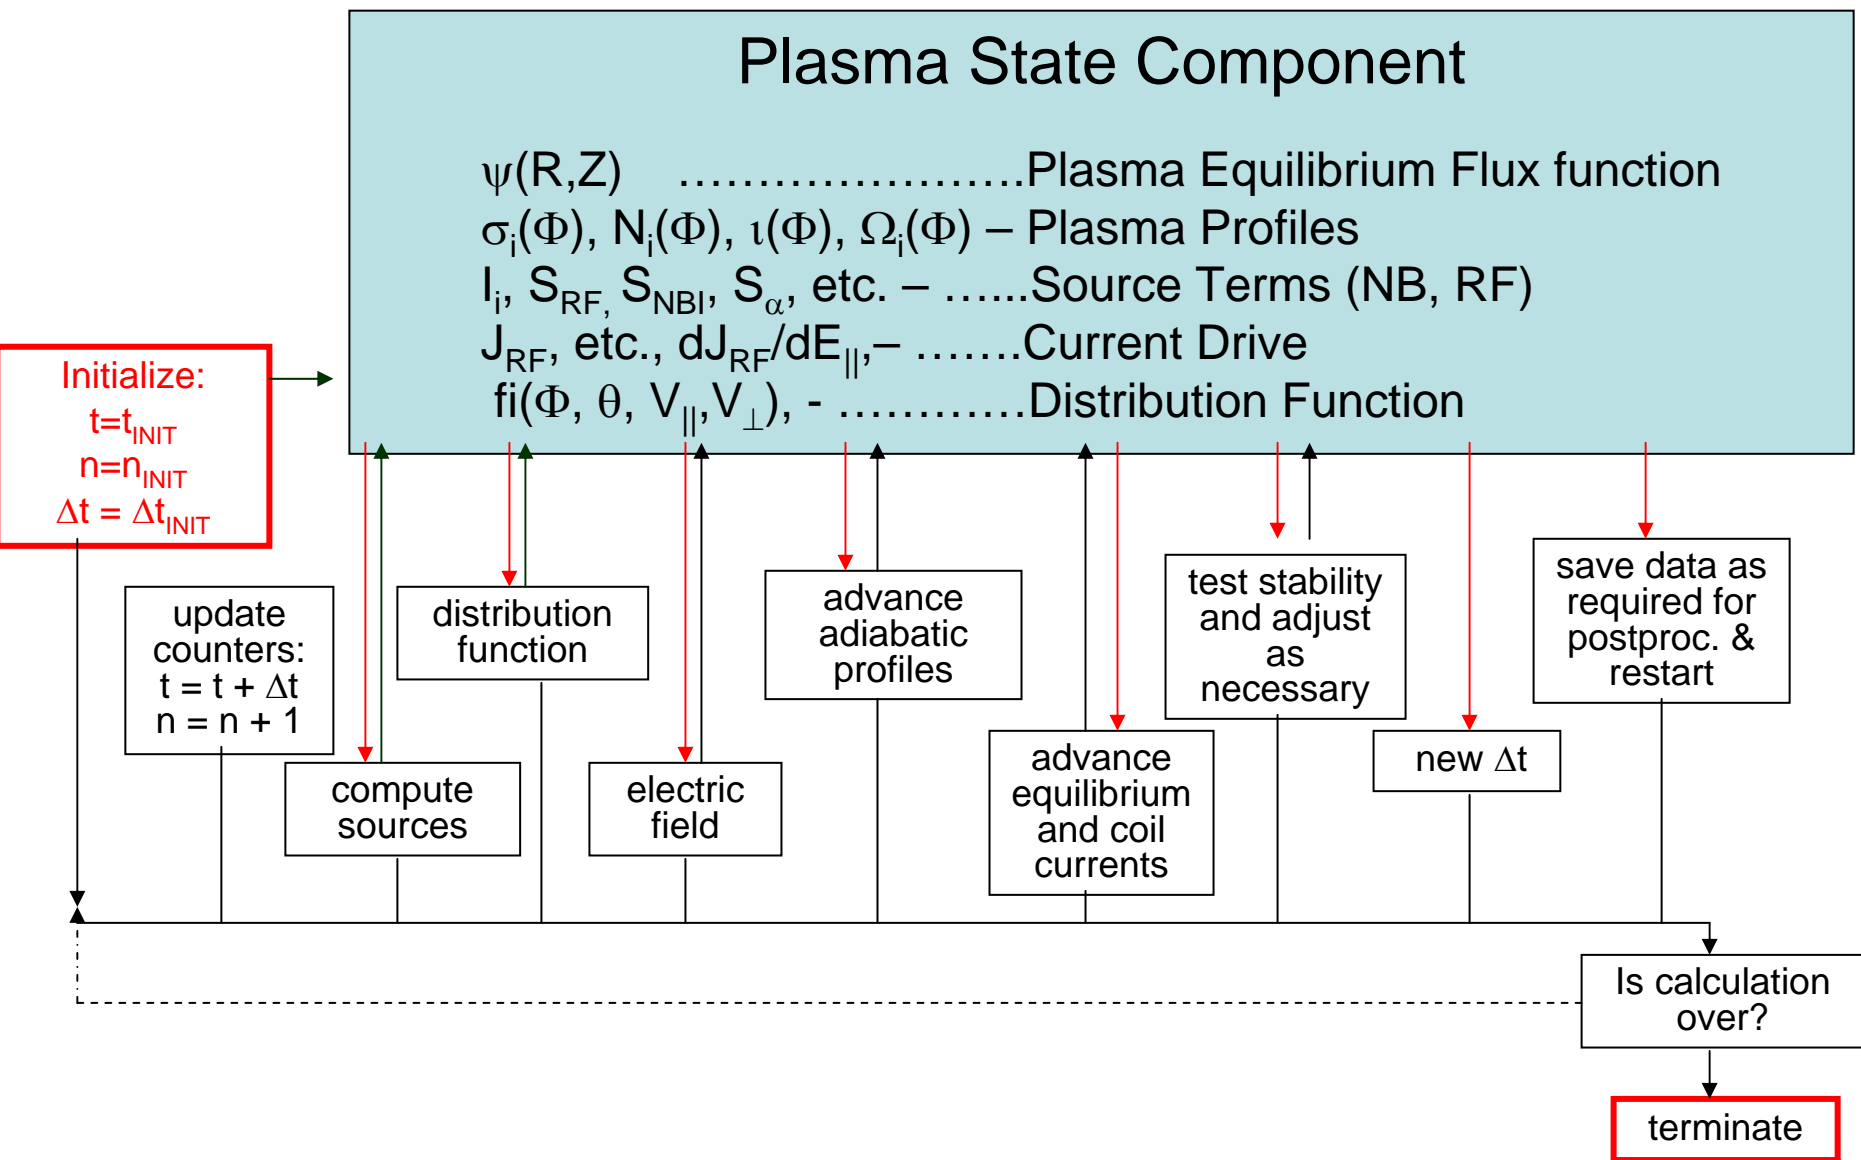 Plasma State Component
ψ(R,Z) ………………….Plasma Equilibrium Flux function
σi(Φ), Ni(Φ), ι(Φ), Ωi(Φ) – Plasma Profiles
Ii, SRF, SNBI, Sα, etc. – …...Source Terms (NB, RF)
JRF, etc., dJRF/dE||,– …….Current Drive
fi(Φ, θ, V||,V⊥), - …………Distribution Function
Initialize:
t=tINIT
n=nINIT
Δt = ΔtINIT
update
counters:
t = t + Δt
n = n + 1
compute
sources
distribution
function
electric
field
advance
adiabatic
profiles
advance
equilibrium
and coil
currents
test stability
and adjust
as
necessary
new Δt
save data as
required for
postproc. &
restart
Is calculation
over?
terminate